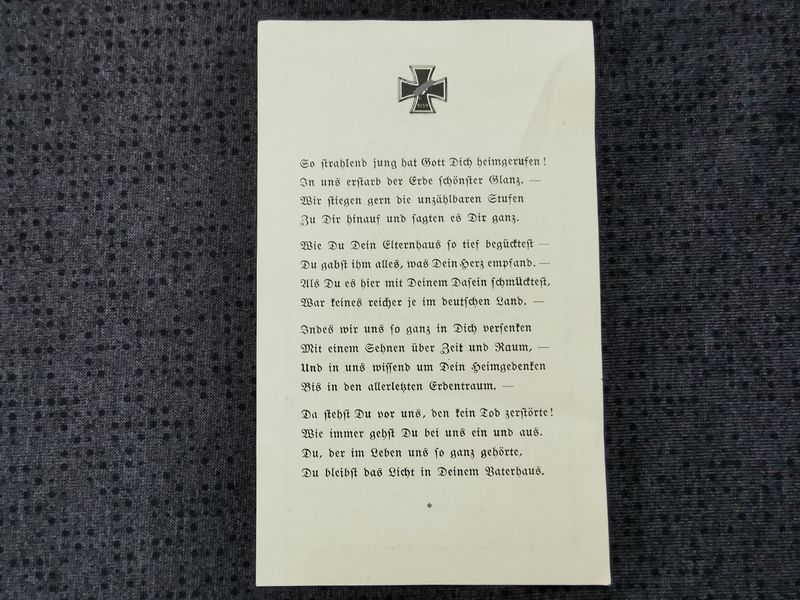 1939
So strahlend jung hat Gott Dich heimgerufen!
In uns erstarb der Erde schönster Glanz. —
Wir stiegen gern die unzählbaren Stufen
Zu Dir hinauf und sagten es Dir ganz.
Wie Du Dein Elternhaus so tief begücktest —
Du gabst ihm alles, was Dein Herz empfand. —
Als Du es hier mit Deinem Dasein schmücktest,
War keines reicher je im deutschen Land. —
Indes wir uns so ganz in Dich versenken
Mit einem Sehnen über Zeit und Raum, —
Und in uns wissend um Dein Heimgedenken
Bis in den allerletzten Erdentraum. —
Da stehst Du vor uns, den kein Tod zerstörte!
Wie immer gehst Du bei uns ein und aus.
Du, der im Leben uns so ganz gehörte,
Du bleibst das Licht in Deinem Vaterhaus.
*